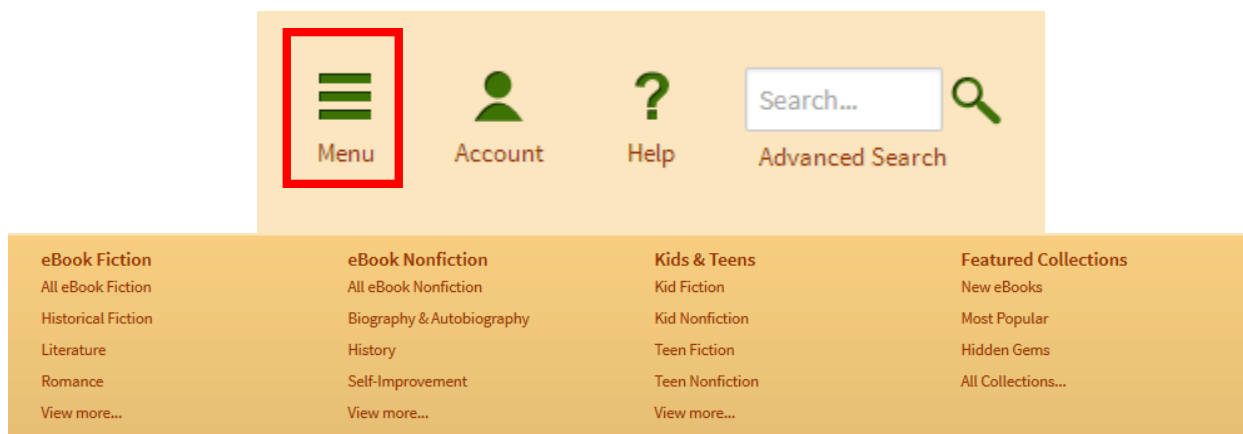 Menu Account Help Search...
Advanced Search
eBook Fiction eBook Nonfiction Kids & Teens Featured Collections
All eBook Fiction All eBook Nonfiction Kid Fiction New eBooks
Historical Fiction Biography & Autobiography Kid Nonfiction Most Popular
Literature History Teen Fiction Hidden Gems
Romance Self-Improvement Teen Nonfiction All Collections...
View more... View more... View more...